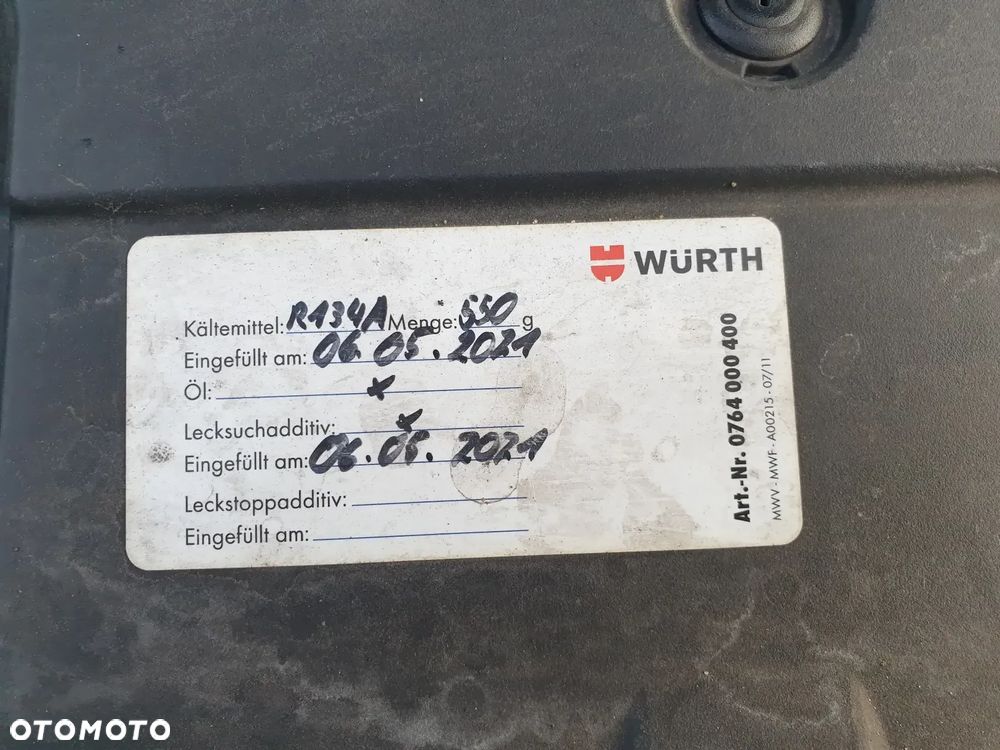 WÜRTH
Kältemittel: R134A Menge: 550 g
Eingefüllt am: 06.05.2021
Öl: x
Lecksuchadditiv: x
Eingefüllt am: 06.05.2021
Leckstoppadditiv:
Eingefüllt am:
Art.-Nr. 0764 000 400
MWV - MWF - A00215 - 07/11
OTOMOTO